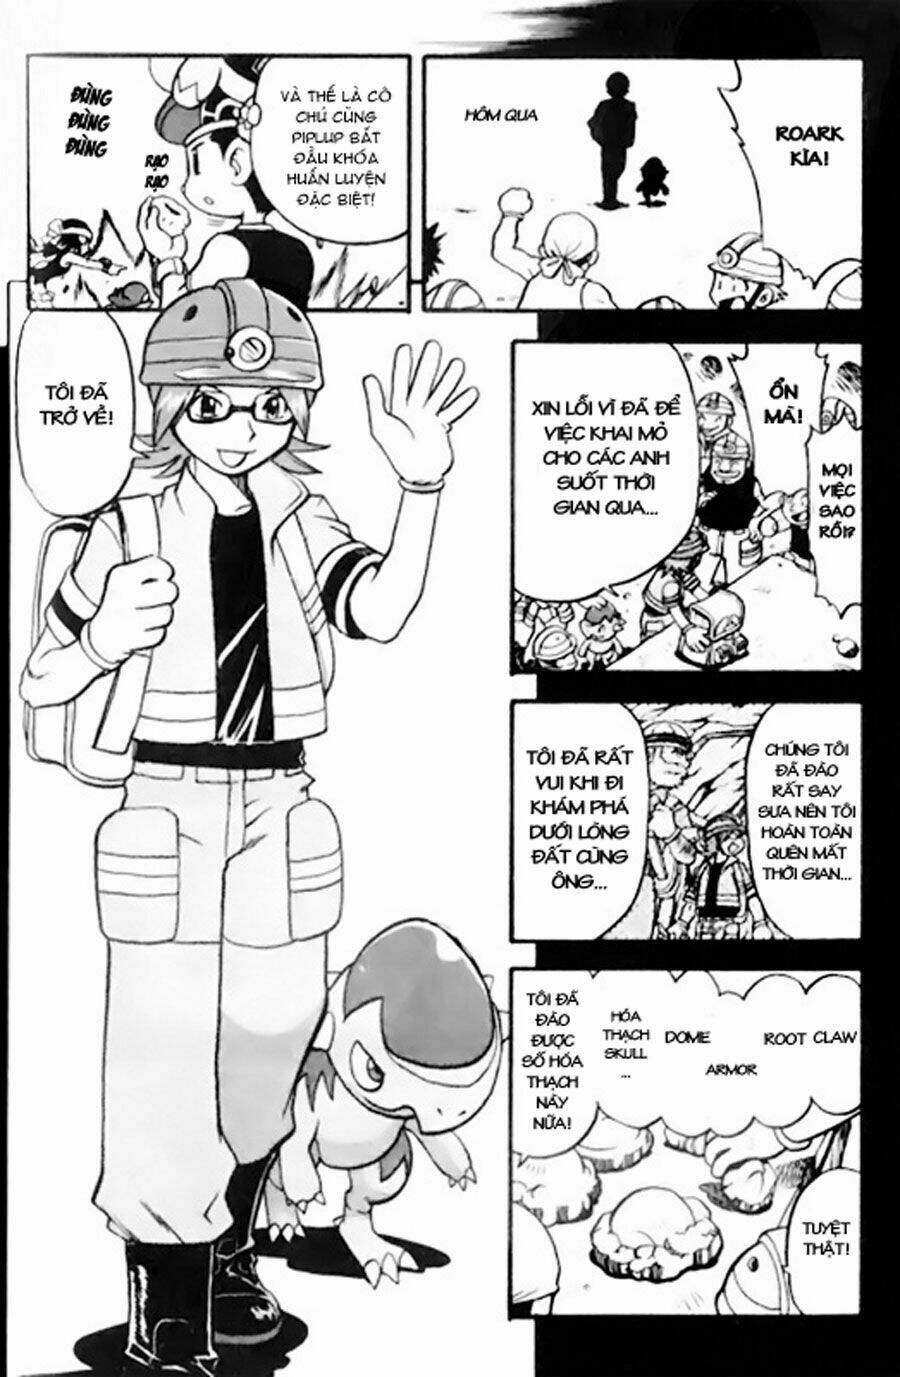 ROARK
KÌA!
HÔM QUA
VÀ THẾ LÀ CÔ
CHỦ CÙNG
PIPLUP BẮT
ĐẦU KHÓA
HUẤN LUYỆN
ĐẶC BIỆT!
RẠO
RẠO
ĐÙNG
ĐÙNG
ĐÙNG
TÔI ĐÃ
TRỞ VỀ!
MỌI
VIỆC
SAO
RỒI?
ỔN
MÀ!
XIN LỖI VÌ ĐÃ ĐỂ
VIỆC KHAI MỎ
CHO CÁC ANH
SUỐT THỜI
GIAN QUA...
CHÚNG TÔI
ĐÃ ĐÀO
RẤT SAY
SƯA NÊN TÔI
HOÀN TOÀN
QUÊN MẤT
THỜI GIAN...
TÔI ĐÃ RẤT
VUI KHI ĐI
KHÁM PHÁ
DƯỚI LÒNG
ĐẤT CÙNG
ÔNG...
ROOT CLAW
ARMOR
DOME
HÓA
THẠCH
SKULL
...
TÔI ĐÃ
ĐÀO
ĐƯỢC
SỐ HÓA
THẠCH
NÀY
NỮA!
TUYỆT
THẬT!